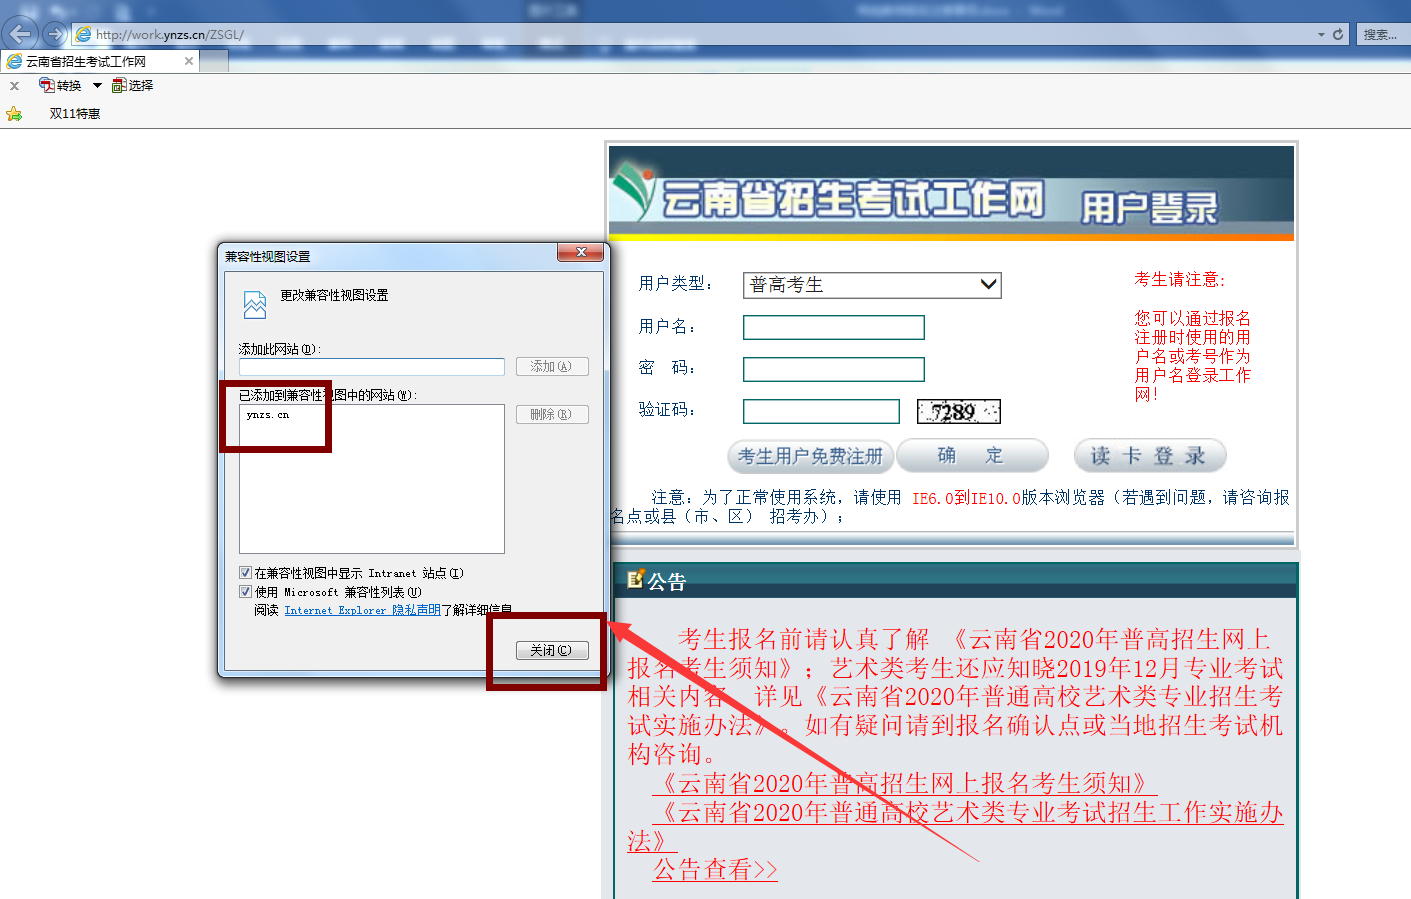 http://work.ynzs.cn/ZSGL/
搜索...
云南省招生考试工作网
转换
选择
双11特惠
云南省招生考试工作网 用户登录
兼容性视图设置
更改兼容性视图设置
添加此网站(D):
添加(A)
已添加到兼容性视图中的网站(W):
ynzs.cn
删除(R)
在兼容性视图中显示 Intranet 站点(I)
使用 Microsoft 兼容性列表(U)
阅读 Internet Explorer 隐私声明了解详细信息
关闭(C)
用户类型：
普高考生
用户名：
密 码：
验证码：
7289
考生请注意：
您可以通过报名
注册时使用的用
户名或考号作为
用户名登录工作
网！
考生用户免费注册
确 定
读 卡 登 录
注意：为了正常使用系统，请使用 IE6.0到IE10.0版本浏览器（若遇到问题，请咨询报
名点或县（市、区） 招考办）；
公告
考生报名前请认真了解 《云南省2020年普高招生网上
报名考生须知》；艺术类考生还应知晓2019年12月专业考试
相关内容，详见《云南省2020年普通高校艺术类专业招生考
试实施办法》。如有疑问请到报名确认点或当地招生考试机
构咨询。
《云南省2020年普高招生网上报名考生须知》
《云南省2020年普通高校艺术类专业考试招生工作实施办
法》
公告查看>>